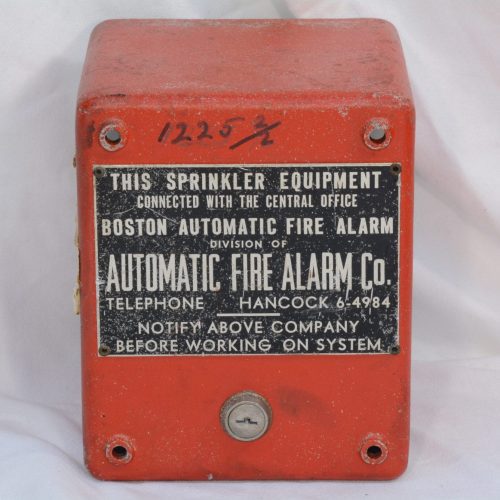 1225 2/2
THIS SPRINKLER EQUIPMENT
CONNECTED WITH THE CENTRAL OFFICE
BOSTON AUTOMATIC FIRE ALARM
DIVISION OF
AUTOMATIC FIRE ALARM CO.
TELEPHONE HANCOCK 6-4984
NOTIFY ABOVE COMPANY
BEFORE WORKING ON SYSTEM